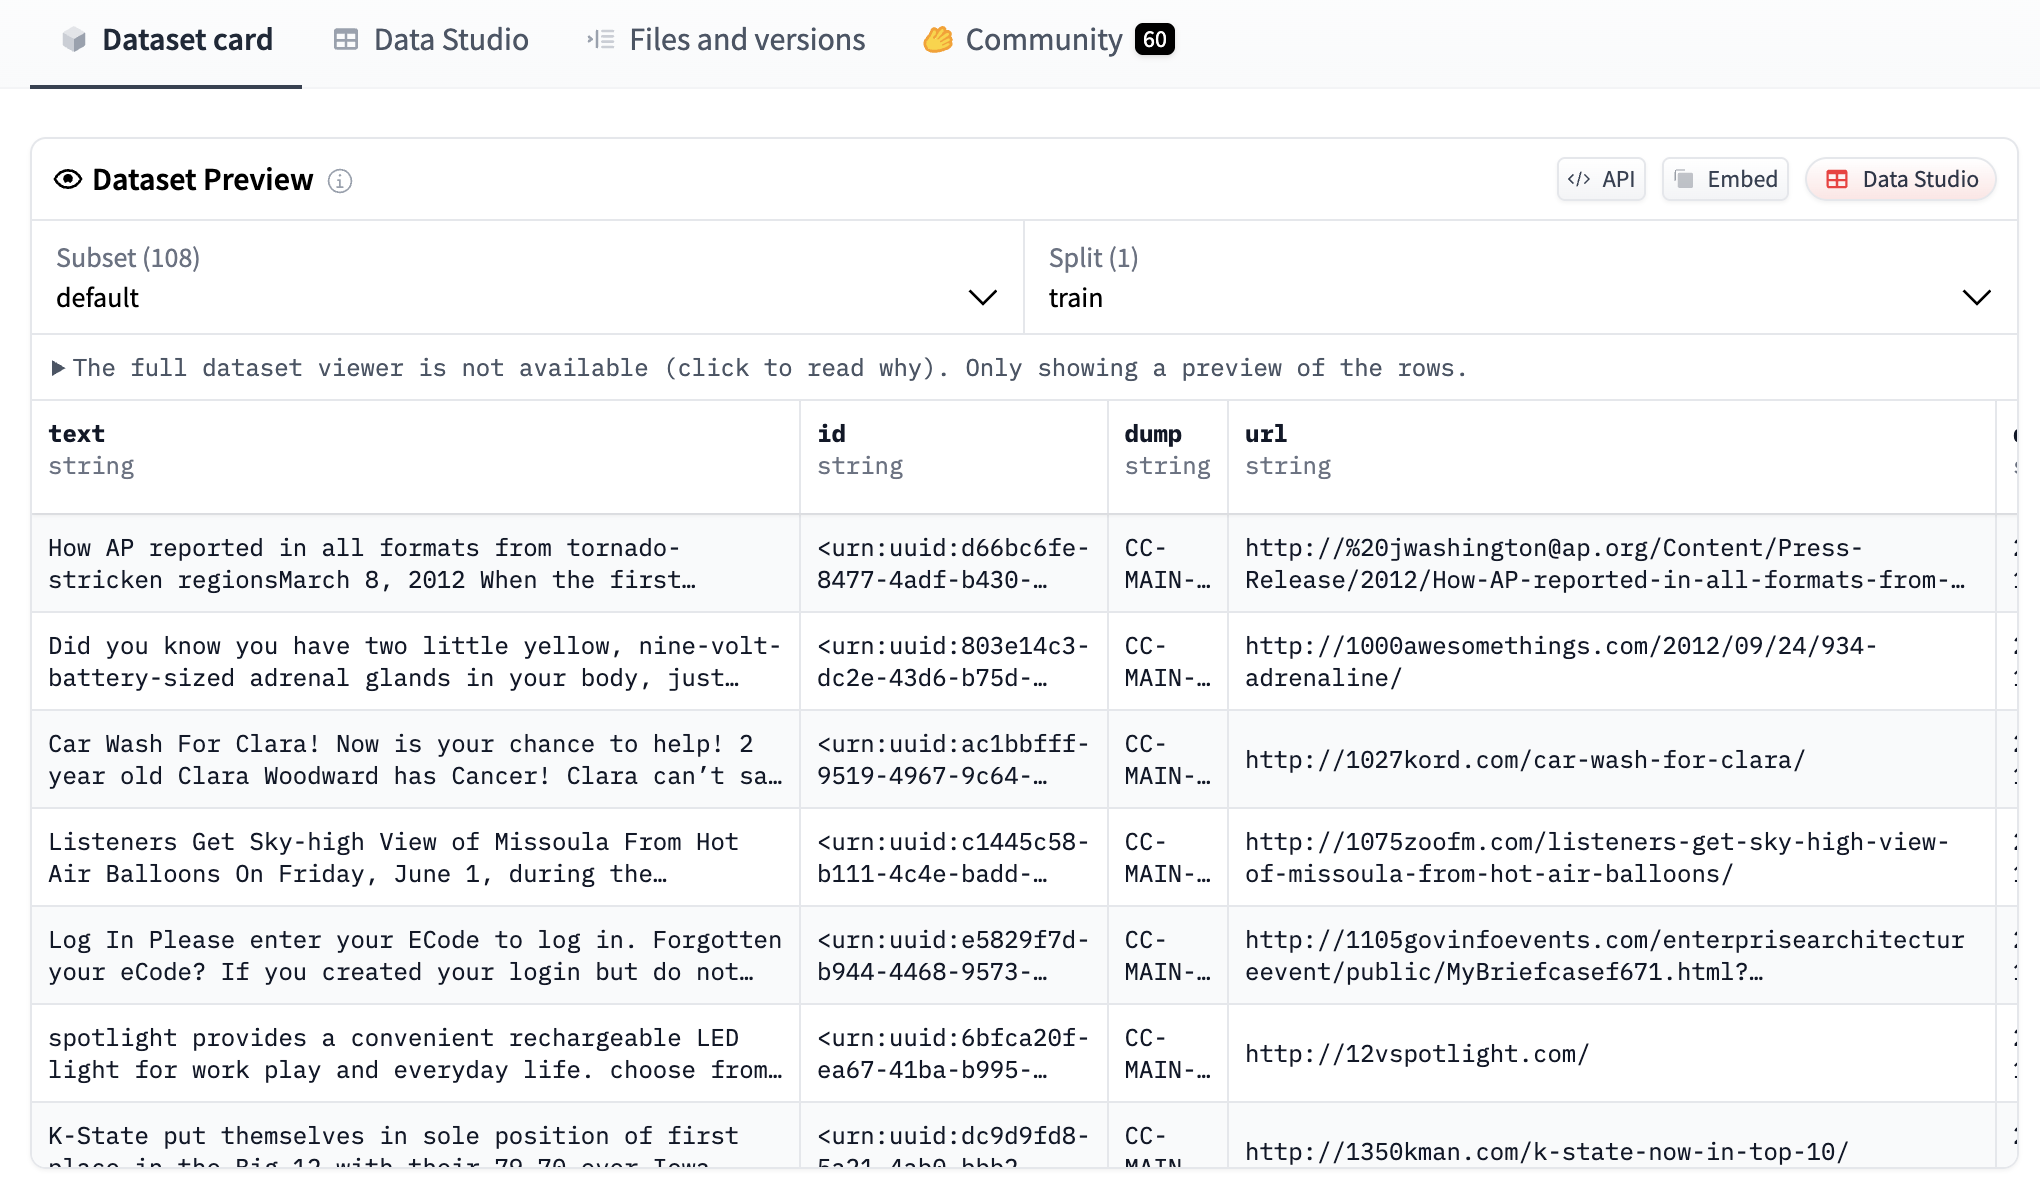 Dataset card
Data Studio
Files and versions
Community 60
Dataset Preview
API
Embed
Data Studio
Subset (108)
default
Split (1)
train
The full dataset viewer is not available (click to read why). Only showing a preview of the rows.
text
string
id
string
dump
string
url
string
How AP reported in all formats from tornado-
stricken regionsMarch 8, 2012 When the first…
<urn:uuid:d66bc6fe-
8477-4adf-b430-…
CC-
MAIN-…
http://%20jwashington@ap.org/Content/Press-
Release/2012/How-AP-reported-in-all-formats-from-…
Did you know you have two little yellow, nine-volt-
battery-sized adrenal glands in your body, just…
<urn:uuid:803e14c3-
dc2e-43d6-b75d-…
CC-
MAIN-…
http://1000awesomethings.com/2012/09/24/934-
adrenaline/
Car Wash For Clara! Now is your chance to help! 2
year old Clara Woodward has Cancer! Clara can’t sa…
<urn:uuid:ac1bbfff-
9519-4967-9c64-…
CC-
MAIN-…
http://1027kord.com/car-wash-for-clara/
Listeners Get Sky-high View of Missoula From Hot
Air Balloons On Friday, June 1, during the…
<urn:uuid:c1445c58-
b111-4c4e-badd-…
CC-
MAIN-…
http://1075zoofm.com/listeners-get-sky-high-view-
of-missoula-from-hot-air-balloons/
Log In Please enter your ECode to log in. Forgotten
your eCode? If you created your login but do not…
<urn:uuid:e5829f7d-
b944-4468-9573-…
CC-
MAIN-…
http://1105govinfoevents.com/enterprisearchitectur
eevent/public/MyBriefcasef671.html?…
spotlight provides a convenient rechargeable LED
light for work play and everyday life. choose from…
<urn:uuid:6bfca20f-
ea67-41ba-b995-…
CC-
MAIN-…
http://12vspotlight.com/
K-State put themselves in sole position of first
place in the Big 12 with their 79-70 over Iowa
<urn:uuid:dc9d9fd8-
CC-
MAIN-
http://1350kman.com/k-state-now-in-top-10/